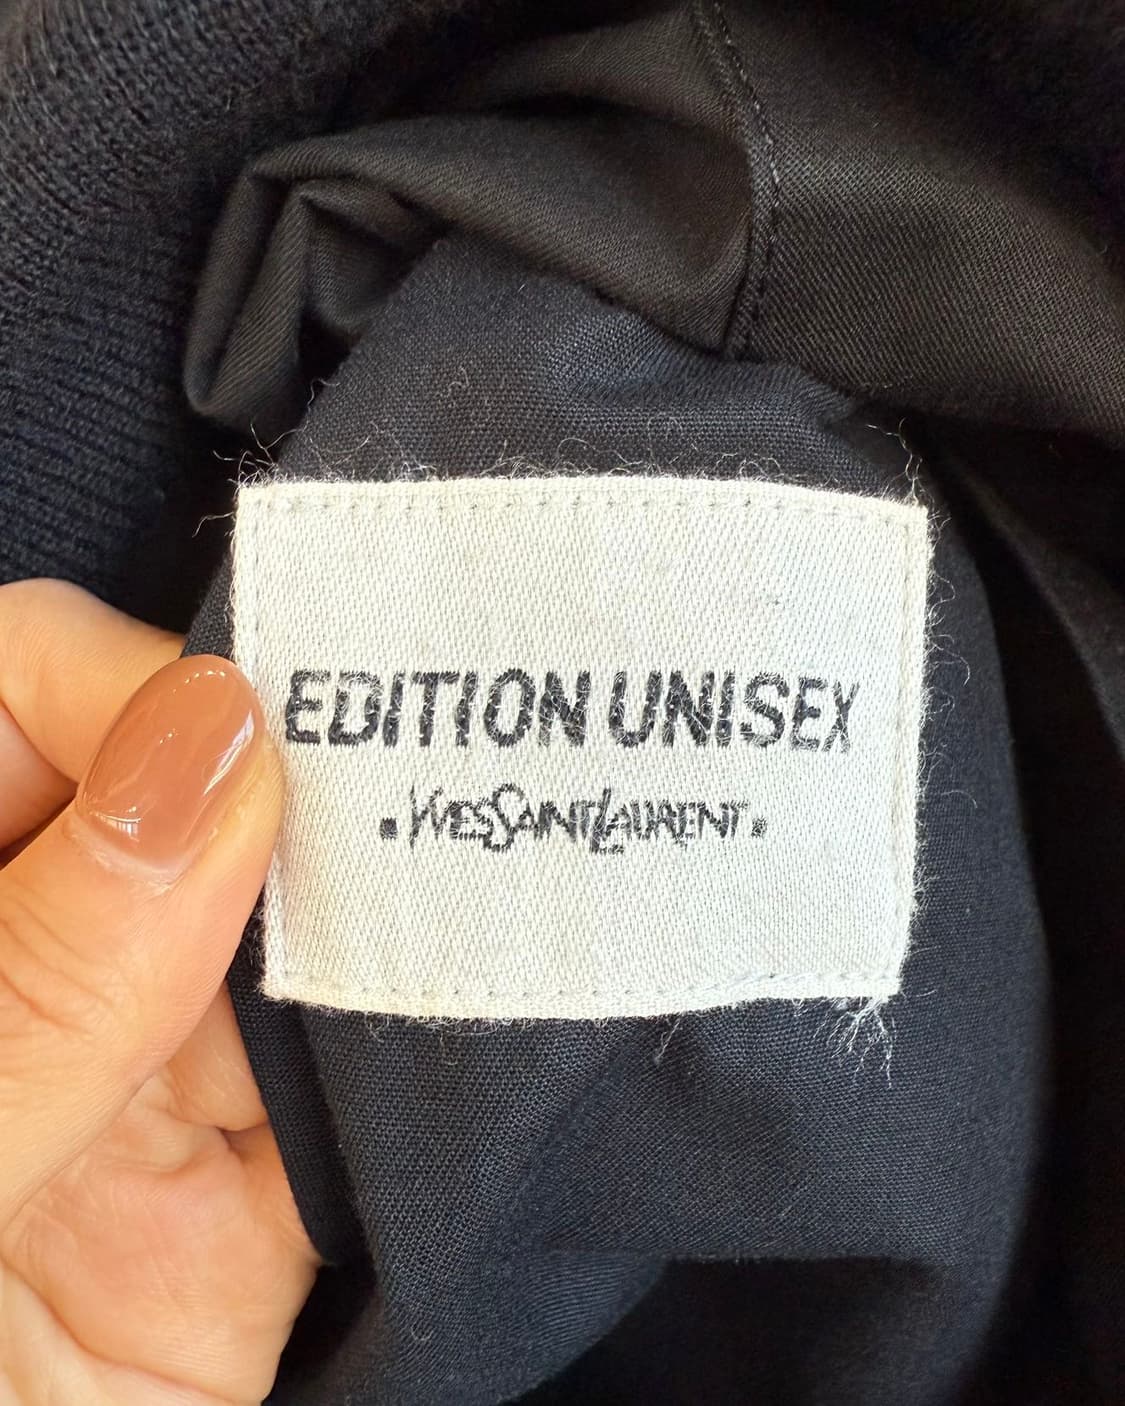 EDITION UNISEX
. YVES SAINT LAURENT .